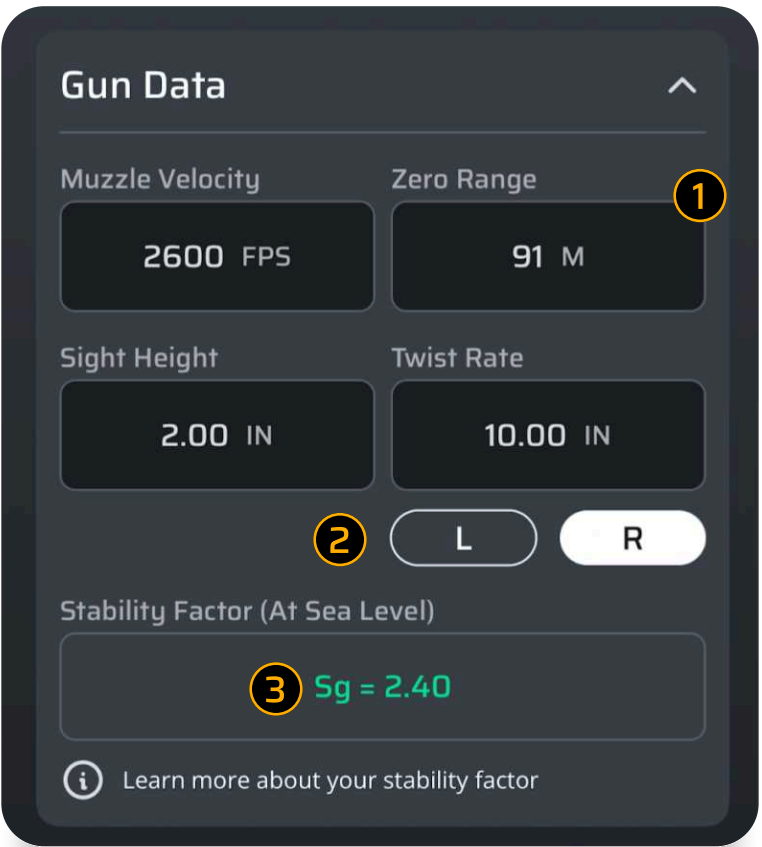 Gun Data
Muzzle Velocity Zero Range
1
2600 FPS 91 M
Sight Height Twist Rate
2.00 IN 10.00 IN
2 L R
Stability Factor (At Sea Level)
3 Sg = 2.40
i Learn more about your stability factor